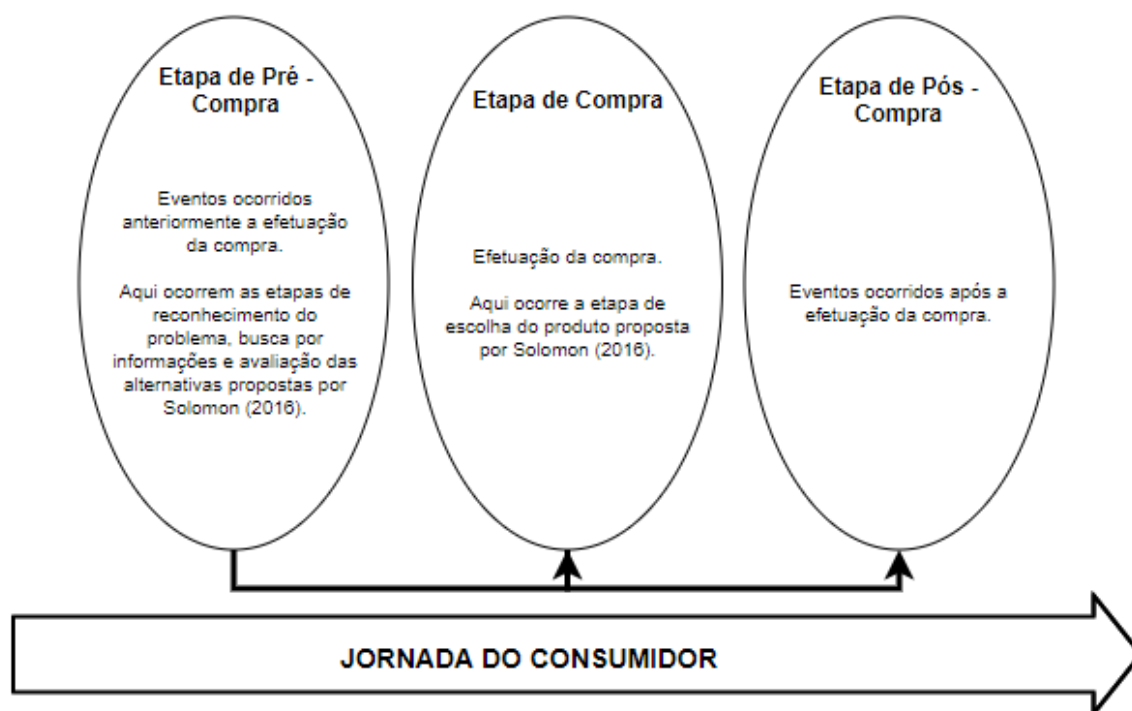 Etapa de Pré -
Compra
Eventos ocorridos
anteriormente a efetuação
da compra.
Aqui ocorrem as etapas de
reconhecimento do
problema, busca por
informações e avaliação das
alternativas propostas por
Solomon (2016).
Etapa de Compra
Efetuação da compra.
Aqui ocorre a etapa de
escolha do produto proposta
por Solomon (2016).
Etapa de Pós -
Compra
Eventos ocorridos após a
efetuação da compra.
JORNADA DO CONSUMIDOR